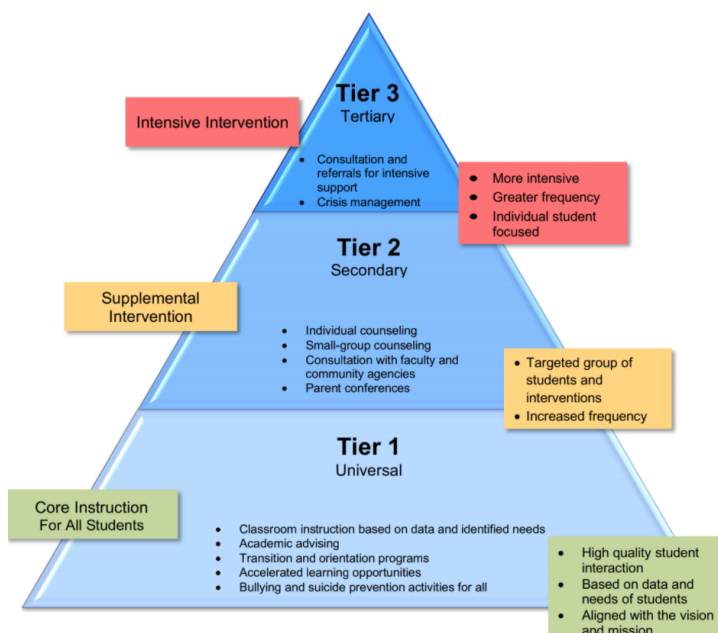 Tier 3
Tertiary
Intensive Intervention
• Consultation and
referrals for intensive
support
• Crisis management
• More intensive
• Greater frequency
• Individual student
focused
Tier 2
Secondary
Supplemental
Intervention
• Individual counseling
• Small-group counseling
• Consultation with faculty and
community agencies
• Parent conferences
• Targeted group of
students and
interventions
• Increased frequency
Tier 1
Universal
Core Instruction
For All Students
• Classroom instruction based on data and identified needs
• Academic advising
• Transition and orientation programs
• Accelerated learning opportunities
• Bullying and suicide prevention activities for all
• High quality student
interaction
• Based on data and
needs of students
• Aligned with the vision
and mission